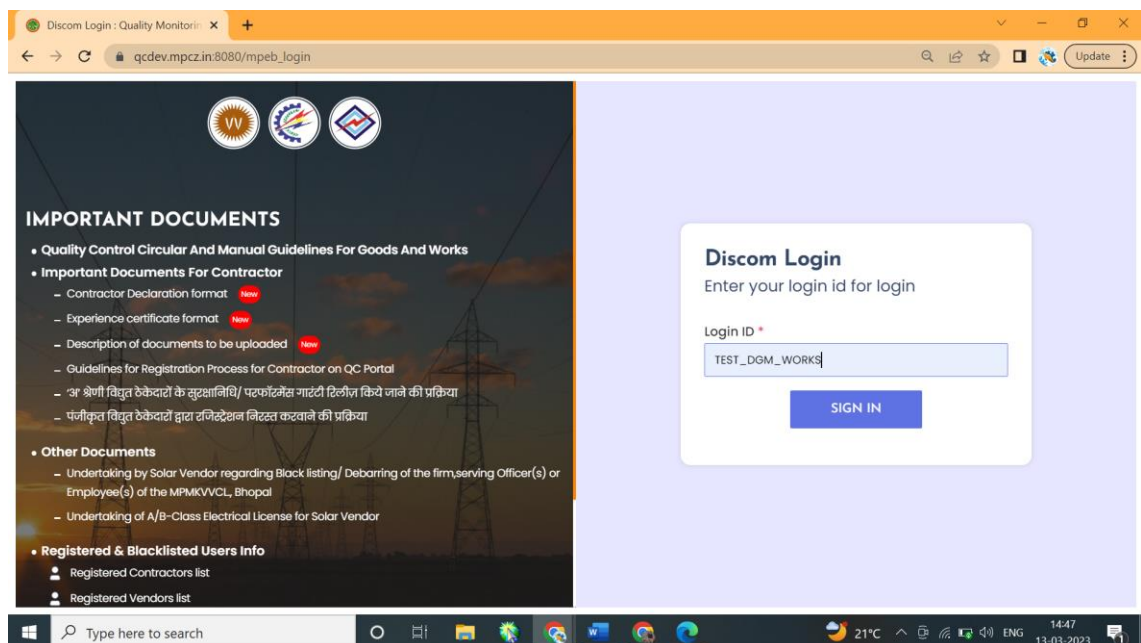 Discom Login : Quality Monitorin
qcdev.mpcz.in:8080/mpeb_login
Update
IMPORTANT DOCUMENTS
• Quality Control Circular And Manual Guidelines For Goods And Works
• Important Documents For Contractor
– Contractor Declaration format New
– Experience certificate format New
– Description of documents to be uploaded New
– Guidelines for Registration Process for Contractor on QC Portal
– 'अ' श्रेणी विद्युत ठेकेदारों के सुरक्षानिधि/ परफॉरमेंस गारंटी रिलीज़ किये जाने की प्रक्रिया
– पंजीकृत विद्युत ठेकेदारों द्वारा रजिस्ट्रेशन निरस्त करवाने की प्रक्रिया
• Other Documents
– Undertaking by Solar Vendor regarding Black listing/ Debarring of the firm,serving Officer(s) or
Employee(s) of the MPMKVVCL, Bhopal
– Undertaking of A/B-Class Electrical License for Solar Vendor
• Registered & Blacklisted Users Info
Registered Contractors list
Registered Vendors list
Discom Login
Enter your login id for login
Login ID *
TEST_DGM_WORKS
SIGN IN
Type here to search
21°C
ENG
14:47
13-03-2023